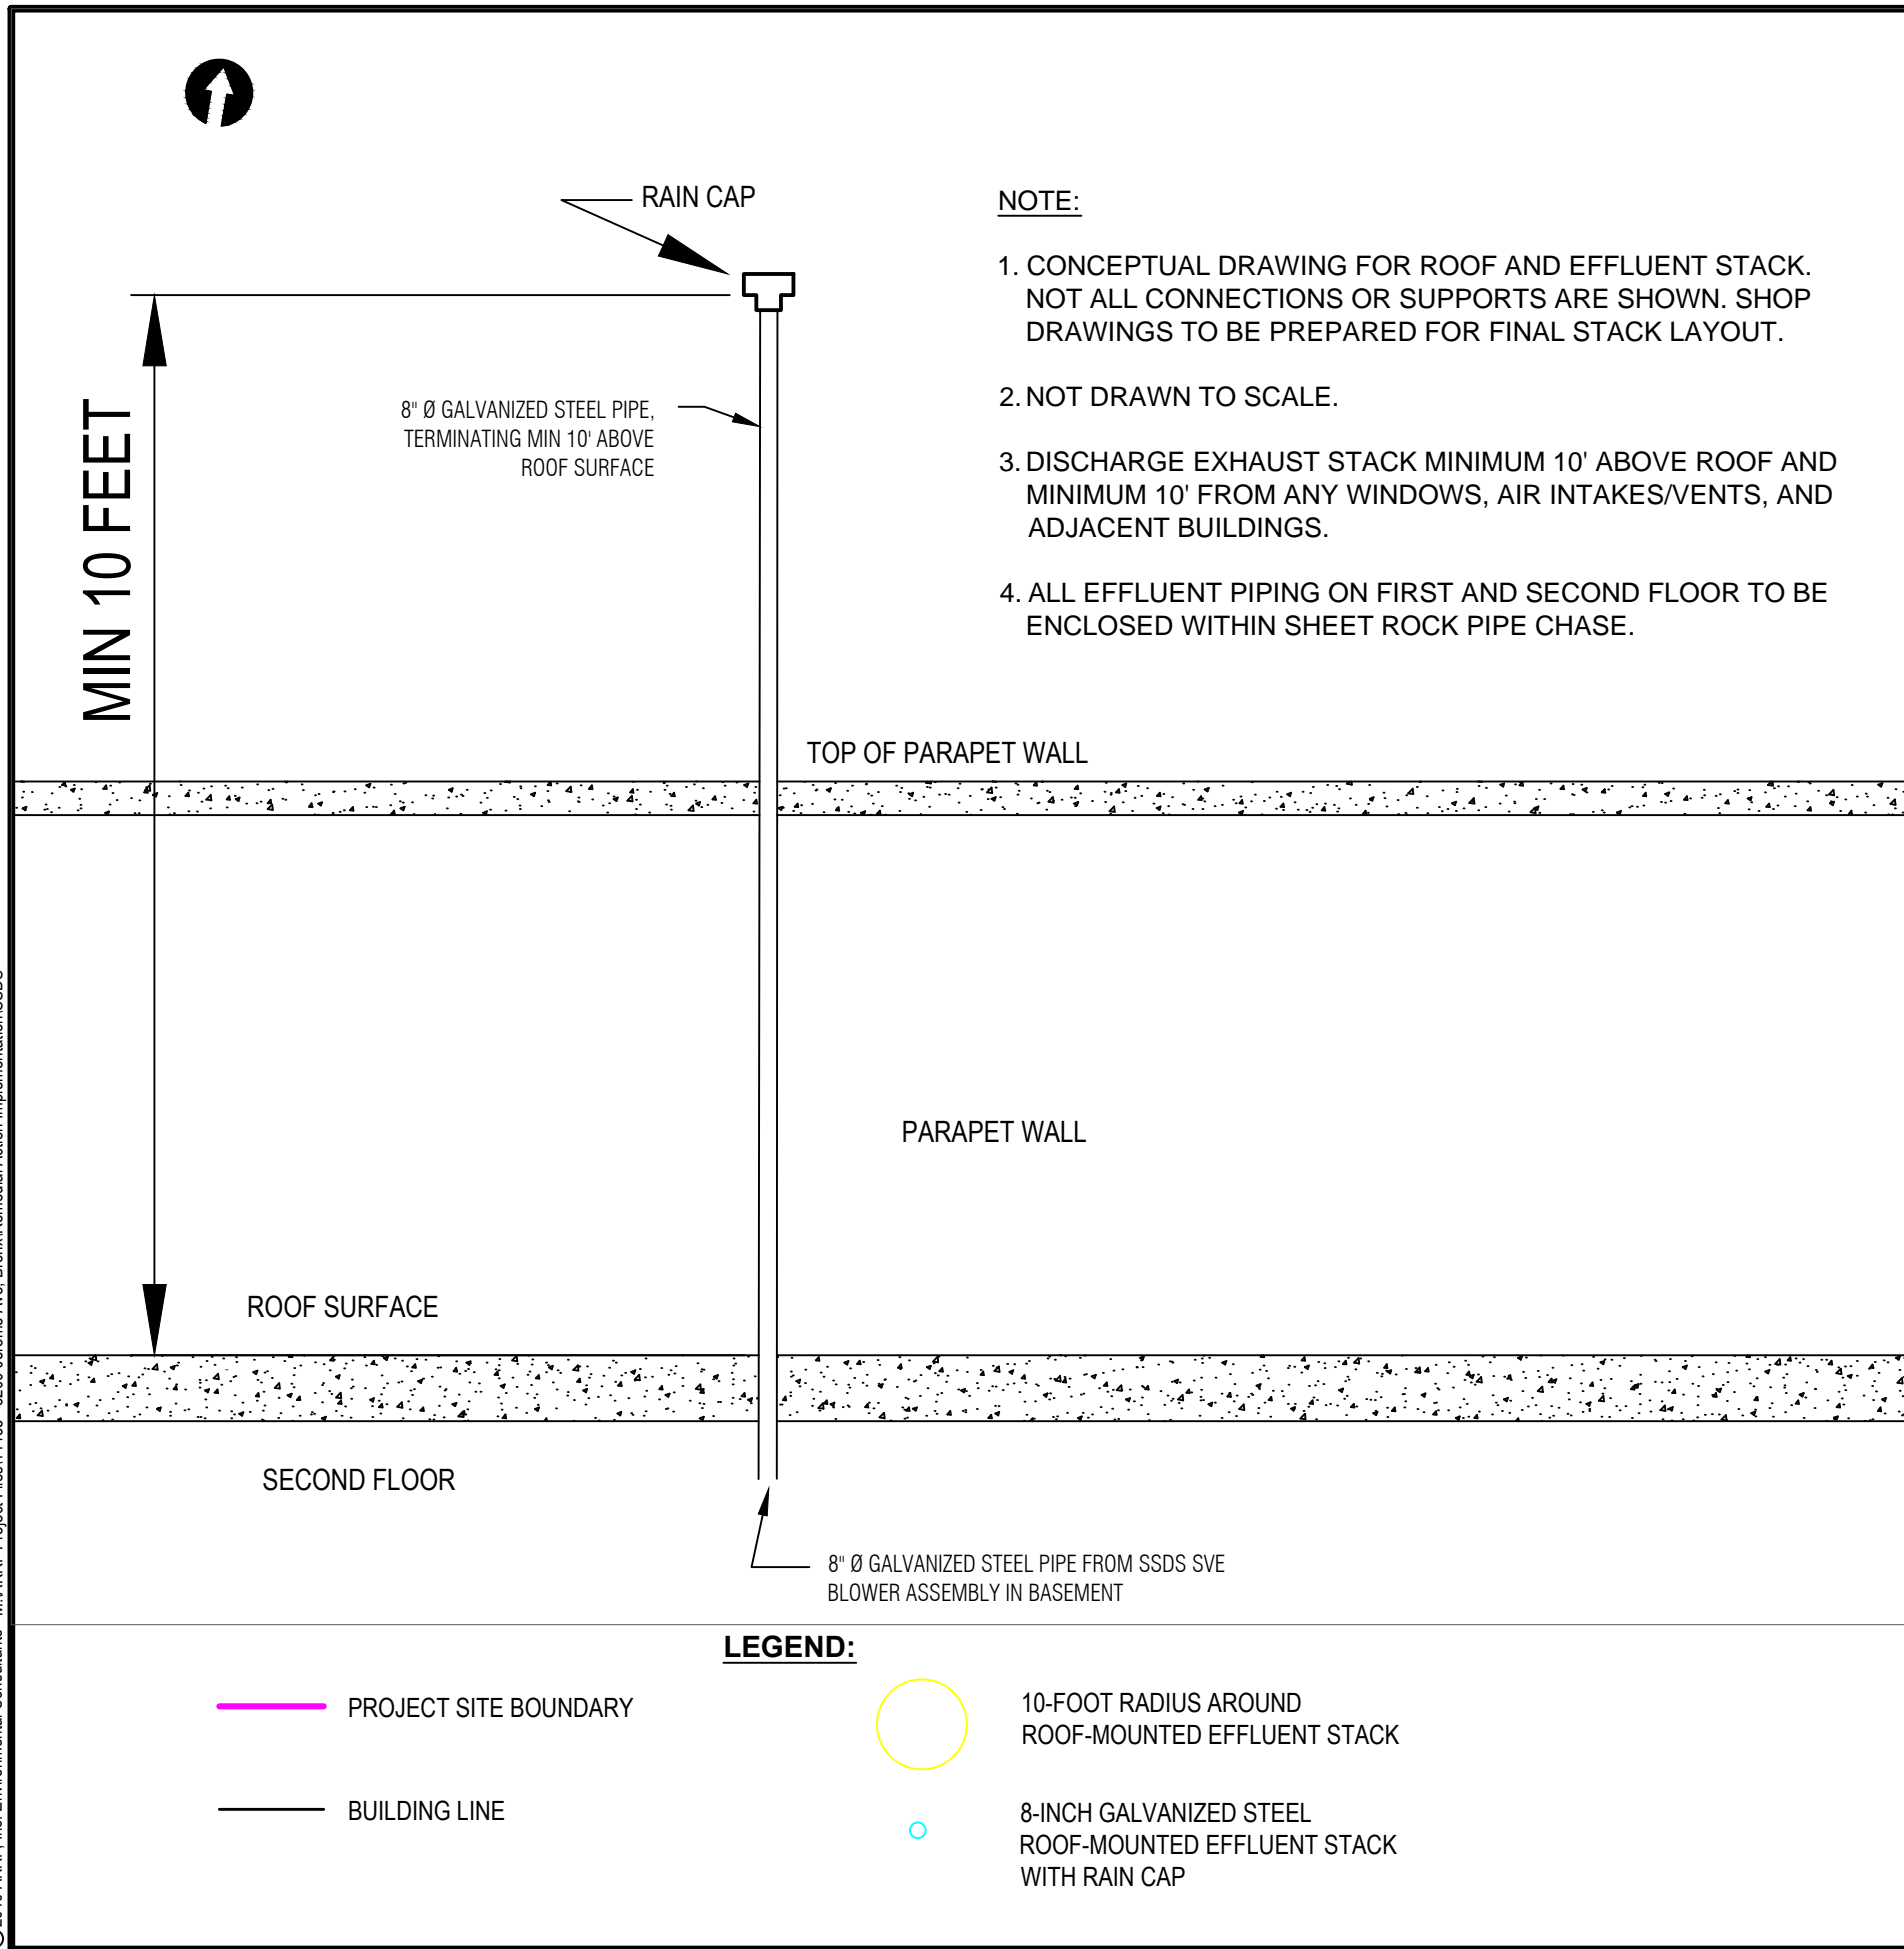 RAIN CAP
NOTE:
1. CONCEPTUAL DRAWING FOR ROOF AND EFFLUENT STACK.
NOT ALL CONNECTIONS OR SUPPORTS ARE SHOWN. SHOP
DRAWINGS TO BE PREPARED FOR FINAL STACK LAYOUT.
2. NOT DRAWN TO SCALE.
3. DISCHARGE EXHAUST STACK MINIMUM 10' ABOVE ROOF AND
MINIMUM 10' FROM ANY WINDOWS, AIR INTAKES/VENTS, AND
ADJACENT BUILDINGS.
4. ALL EFFLUENT PIPING ON FIRST AND SECOND FLOOR TO BE
ENCLOSED WITHIN SHEET ROCK PIPE CHASE.
8" Ø GALVANIZED STEEL PIPE,
TERMINATING MIN 10' ABOVE
ROOF SURFACE
MIN 10 FEET
TOP OF PARAPET WALL
PARAPET WALL
ROOF SURFACE
SECOND FLOOR
8" Ø GALVANIZED STEEL PIPE FROM SSDS SVE
BLOWER ASSEMBLY IN BASEMENT
LEGEND:
PROJECT SITE BOUNDARY
BUILDING LINE
10-FOOT RADIUS AROUND
ROOF-MOUNTED EFFLUENT STACK
8-INCH GALVANIZED STEEL
ROOF-MOUNTED EFFLUENT STACK
WITH RAIN CAP